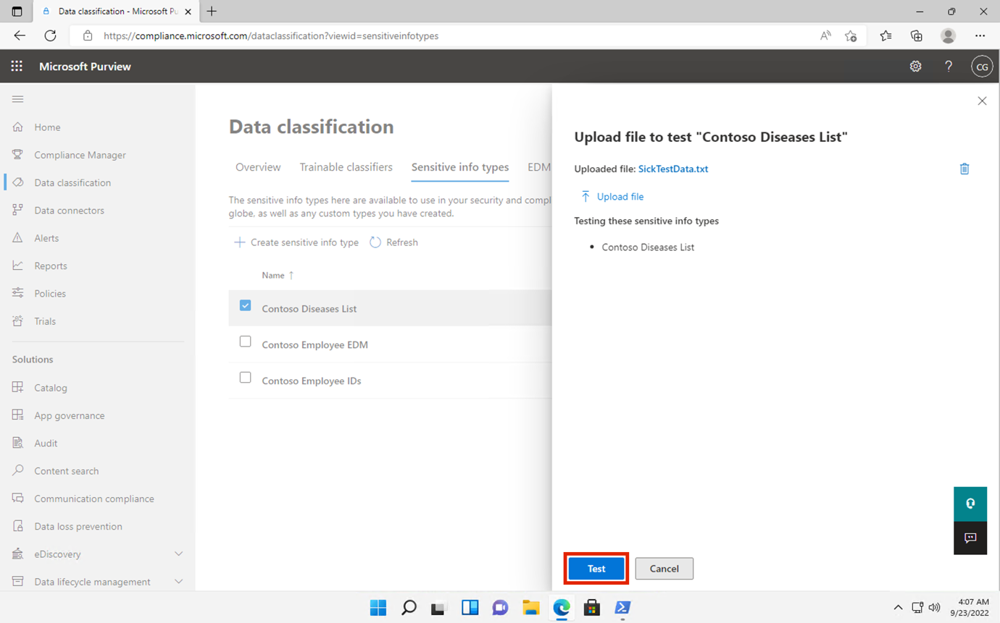 Data classification - Microsoft Pu
https://compliance.microsoft.com/dataclassification?viewid=sensitiveinfotypes
Microsoft Purview
CG
Home
Compliance Manager
Data classification
Data connectors
Alerts
Reports
Policies
Trials
Solutions
Catalog
App governance
Audit
Content search
Communication compliance
Data loss prevention
eDiscovery
Data lifecycle management
Data classification
Overview Trainable classifiers Sensitive info types EDM
The sensitive info types here are available to use in your security and compl
globe, as well as any custom types you have created.
Create sensitive info type Refresh
Name ↑
Contoso Diseases List
Contoso Employee EDM
Contoso Employee IDs
Upload file to test "Contoso Diseases List"
Uploaded file: SickTestData.txt
Upload file
Testing these sensitive info types
• Contoso Diseases List
Test Cancel
4:07 AM
9/23/2022